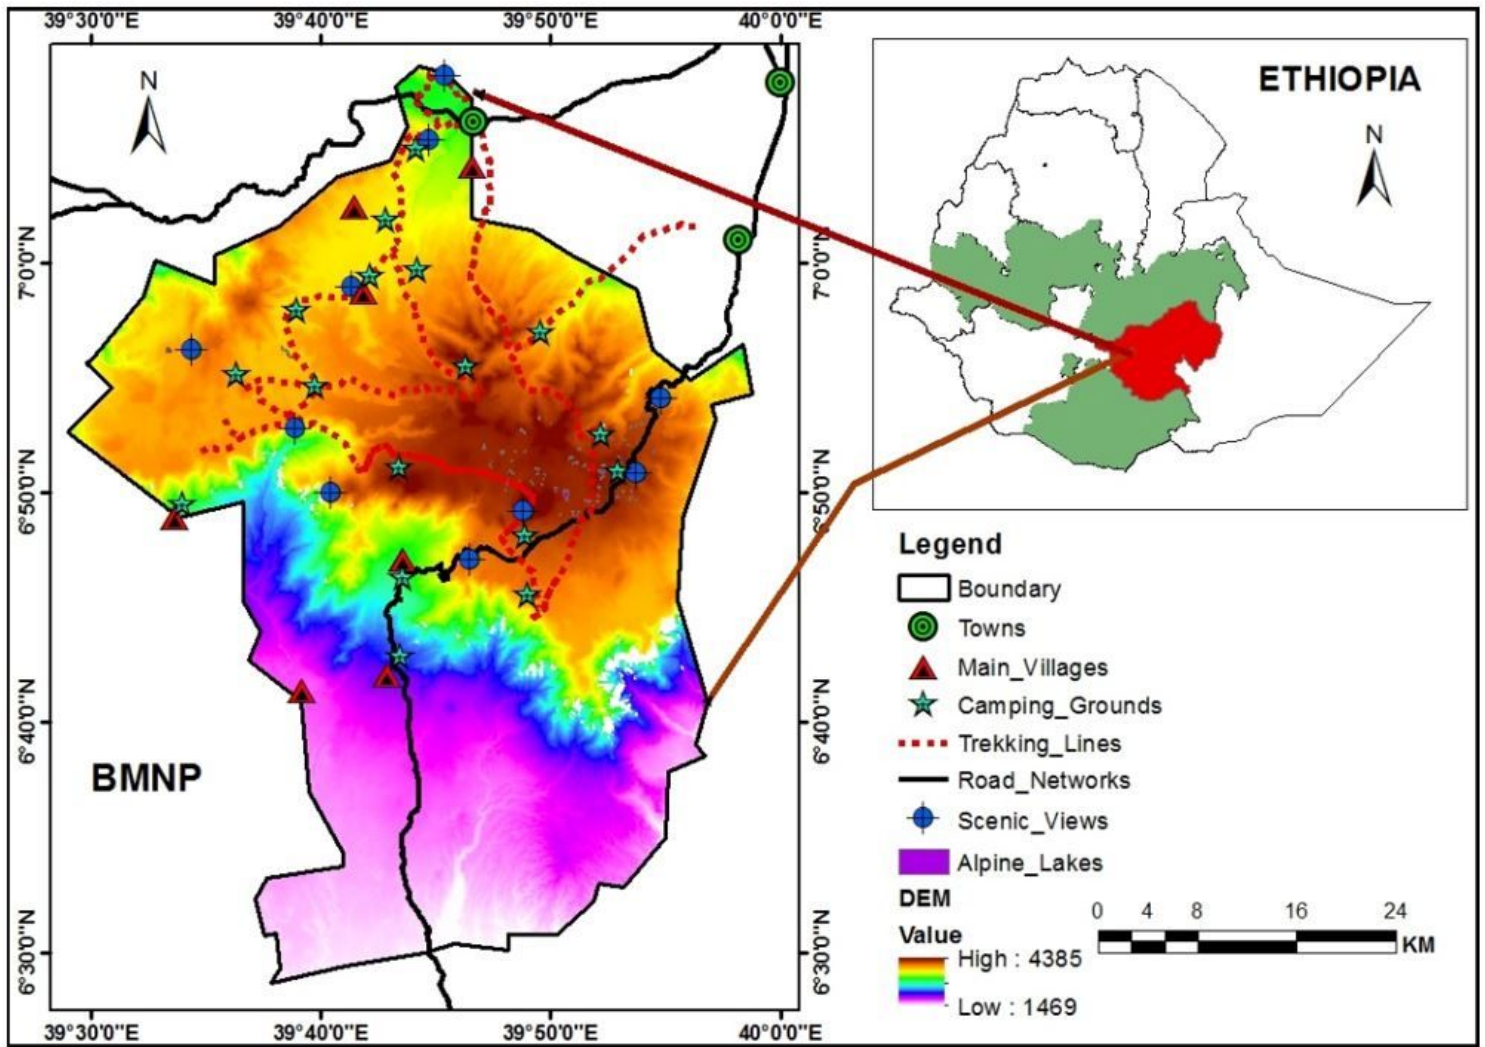 39°30'0"E 39°40'0"E 39°50'0"E 40°0'0"E
N
ETHIOPIA
N
7°0'0"N
7°0'0"N
6°50'0"N
6°50'0"N
6°40'0"N
6°40'0"N
6°30'0"N
6°30'0"N
BMNP
Legend
Boundary
Towns
Main_Villages
Camping_Grounds
Trekking_Lines
Road_Networks
Scenic_Views
Alpine_Lakes
DEM
Value
High : 4385
Low : 1469
0 4 8 16 24
KM
39°30'0"E 39°40'0"E 39°50'0"E 40°0'0"E